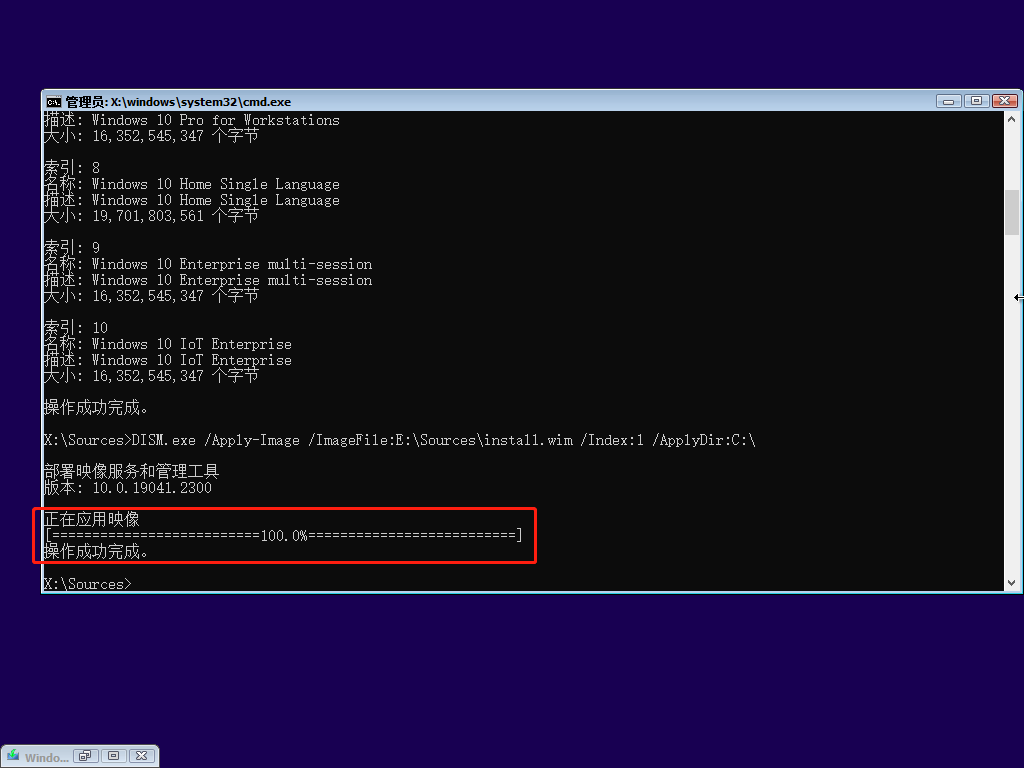 管理员: X:\windows\system32\cmd.exe
描述: Windows 10 Pro for Workstations
大小: 16,352,545,347 个字节
索引: 8
名称: Windows 10 Home Single Language
描述: Windows 10 Home Single Language
大小: 19,701,803,561 个字节
索引: 9
名称: Windows 10 Enterprise multi-session
描述: Windows 10 Enterprise multi-session
大小: 16,352,545,347 个字节
索引: 10
名称: Windows 10 IoT Enterprise
描述: Windows 10 IoT Enterprise
大小: 16,352,545,347 个字节
操作成功完成。
X:\Sources>DISM.exe /Apply-Image /ImageFile:E:\Sources\install.wim /Index:1 /ApplyDir:C:\
部署映像服务和管理工具
版本: 10.0.19041.2300
正在应用映像
[==========================100.0%==========================]
操作成功完成。
X:\Sources>
Windo...